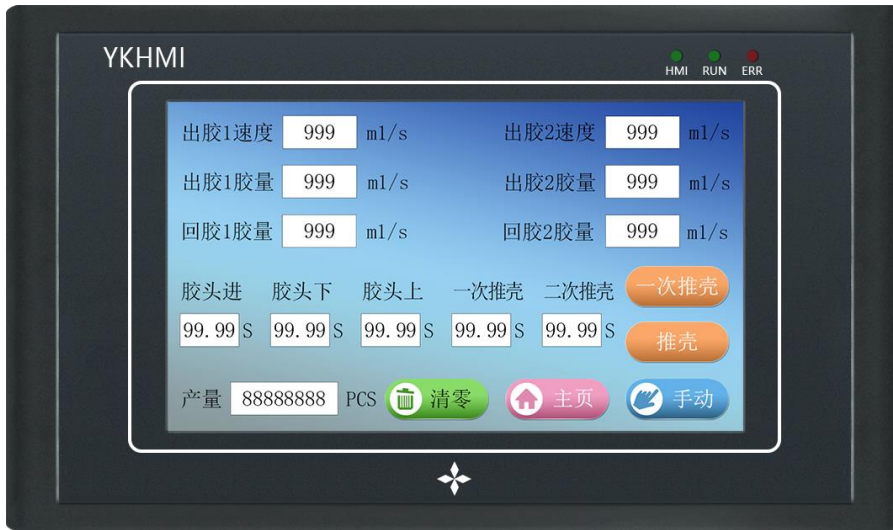 YKHMI
HMI RUN ERR
出胶1速度 999 ml/s 出胶2速度 999 ml/s
出胶1胶量 999 ml/s 出胶2胶量 999 ml/s
回胶1胶量 999 ml/s 回胶2胶量 999 ml/s
胶头进 胶头下 胶头上 一次推壳 二次推壳 一次推壳
99.99 S 99.99 S 99.99 S 99.99 S 99.99 S 推壳
产量 88888888 PCS 清零 主页 手动